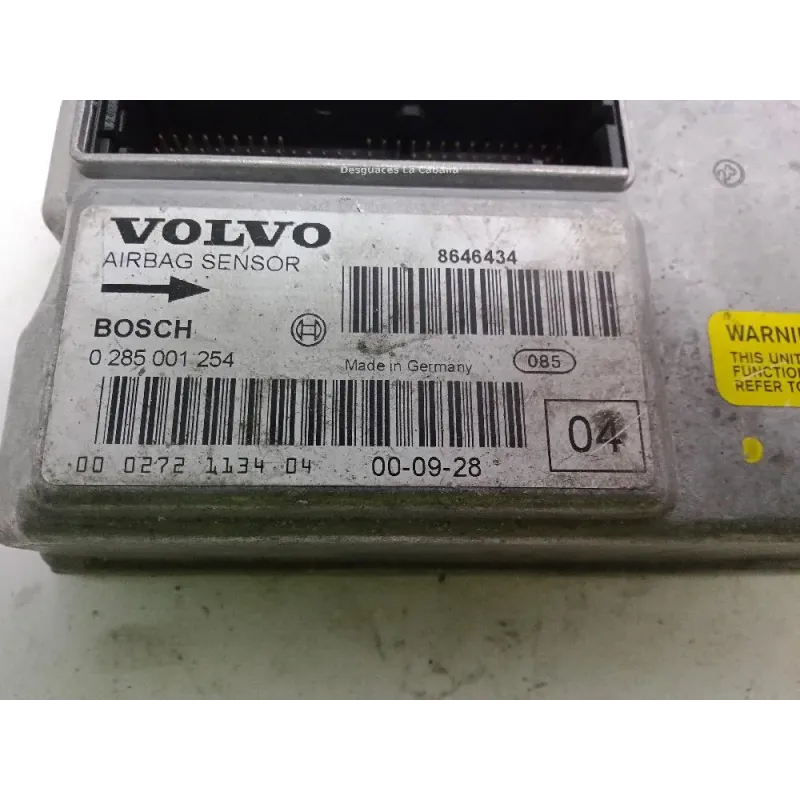 Desguaces La Cabaña
VOLVO
AIRBAG SENSOR
8646434
BOSCH
0 285 001 254
Made in Germany
085
00 0272 1134 04
00-09-28
04
WARNIN
THIS UNIT
FUNCTION
REFER TO